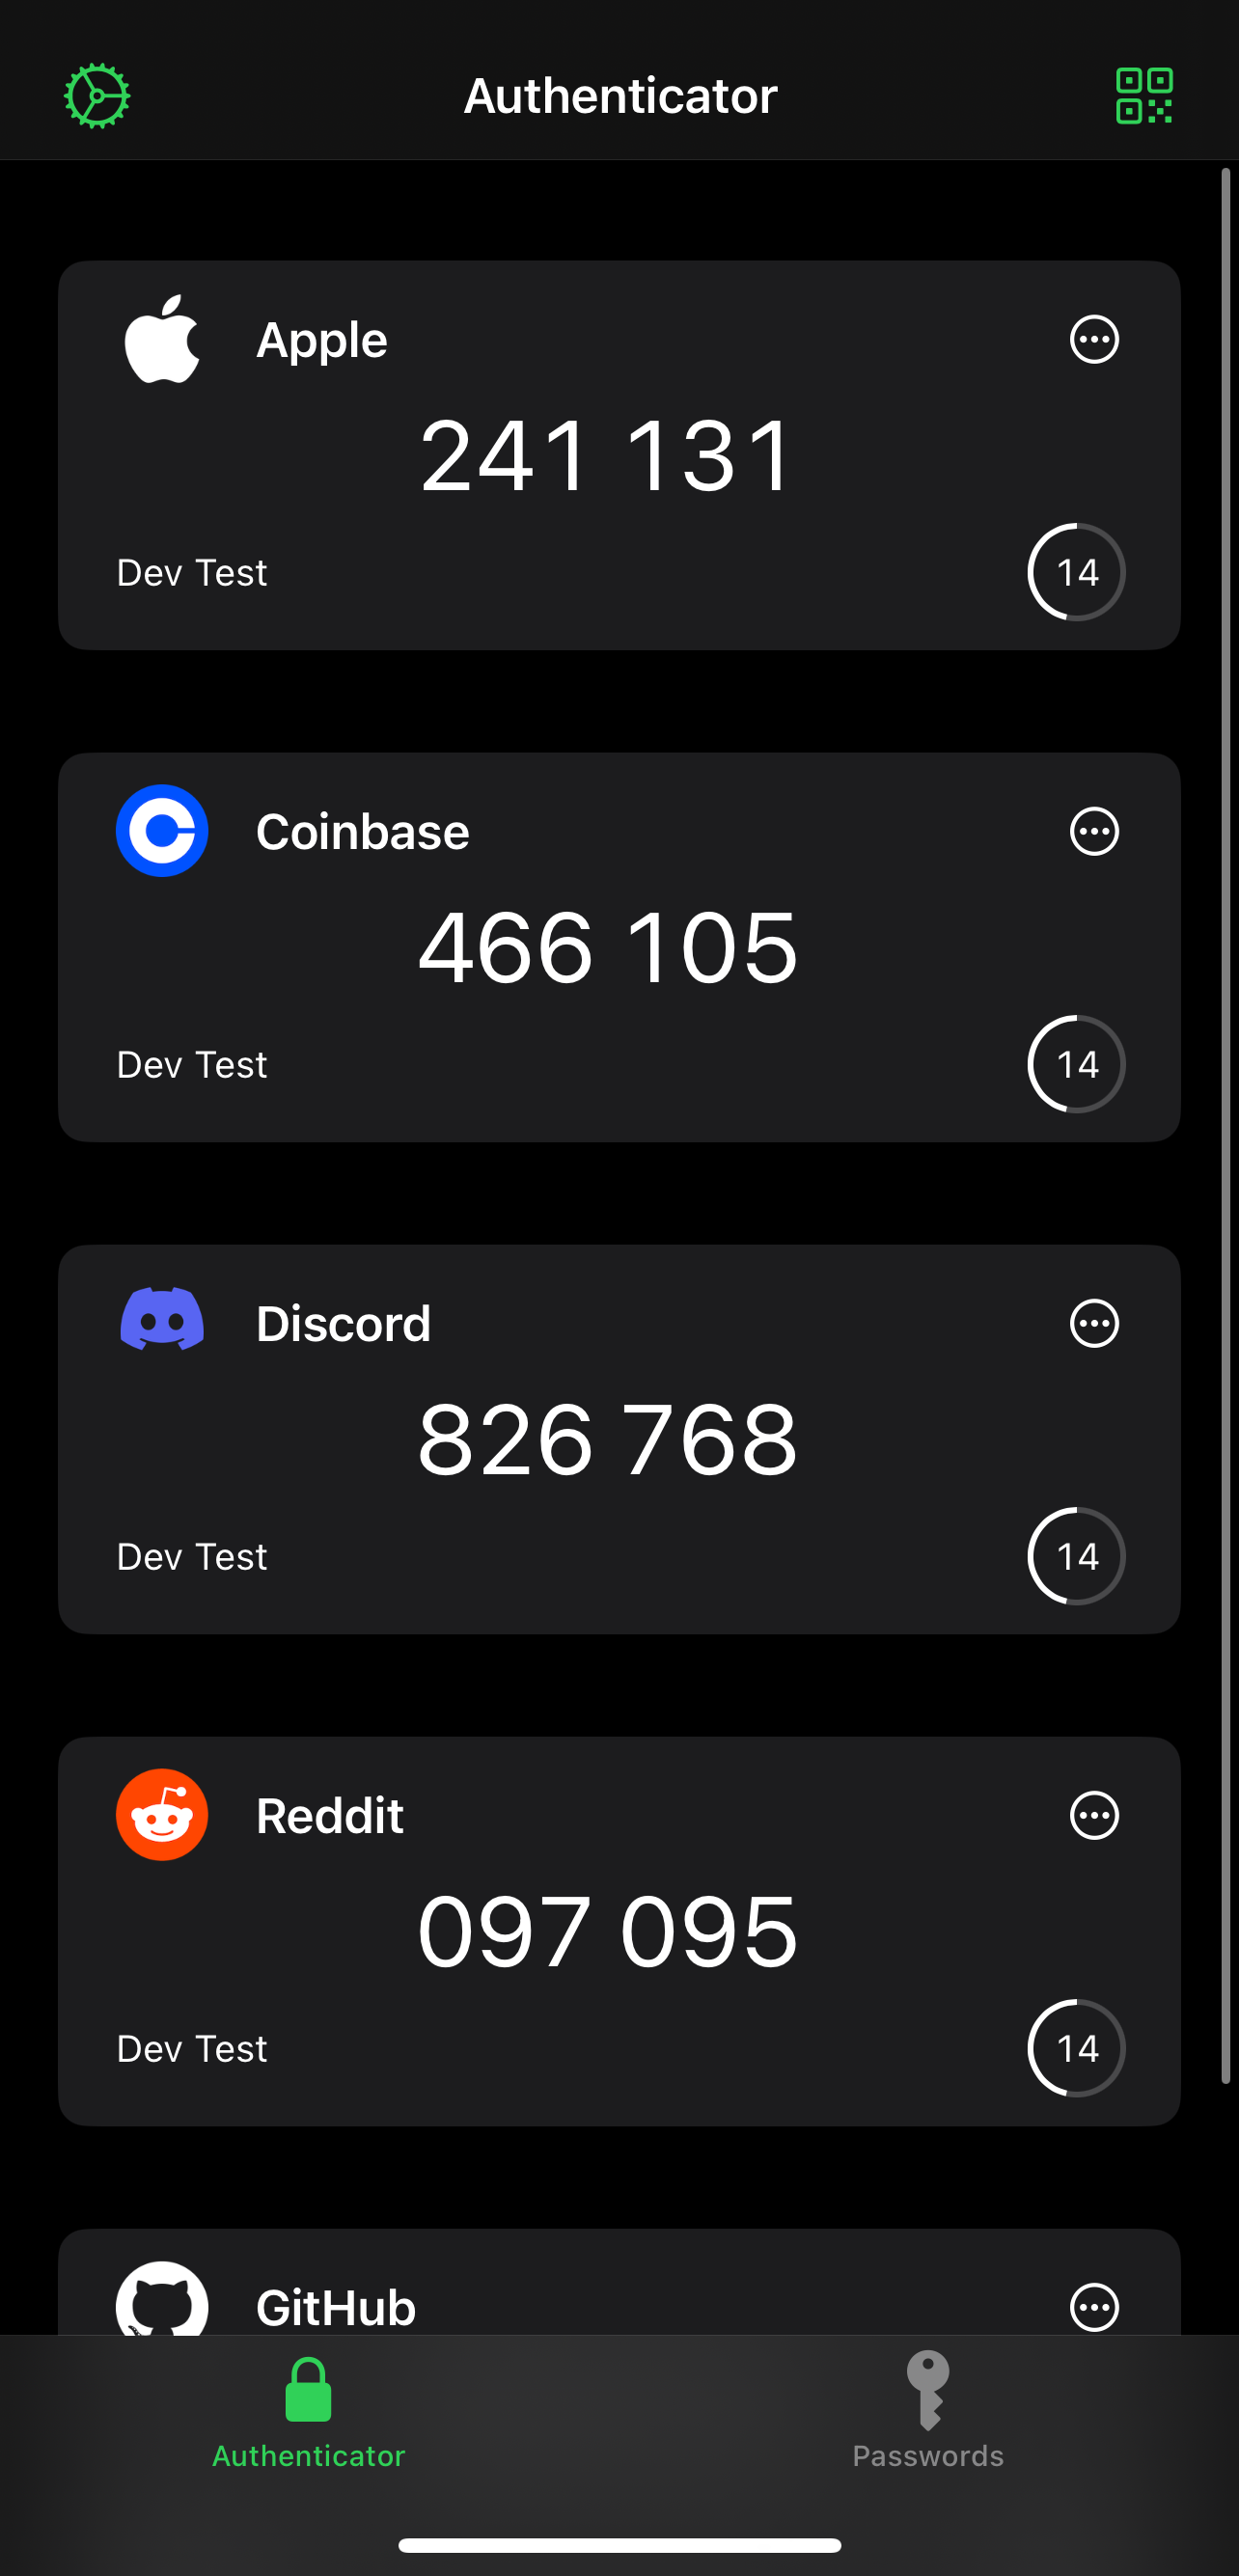 Authenticator
Apple
241 131
Dev Test
14
Coinbase
466 105
Dev Test
14
Discord
826 768
Dev Test
14
Reddit
097 095
Dev Test
14
GitHub
Authenticator
Passwords